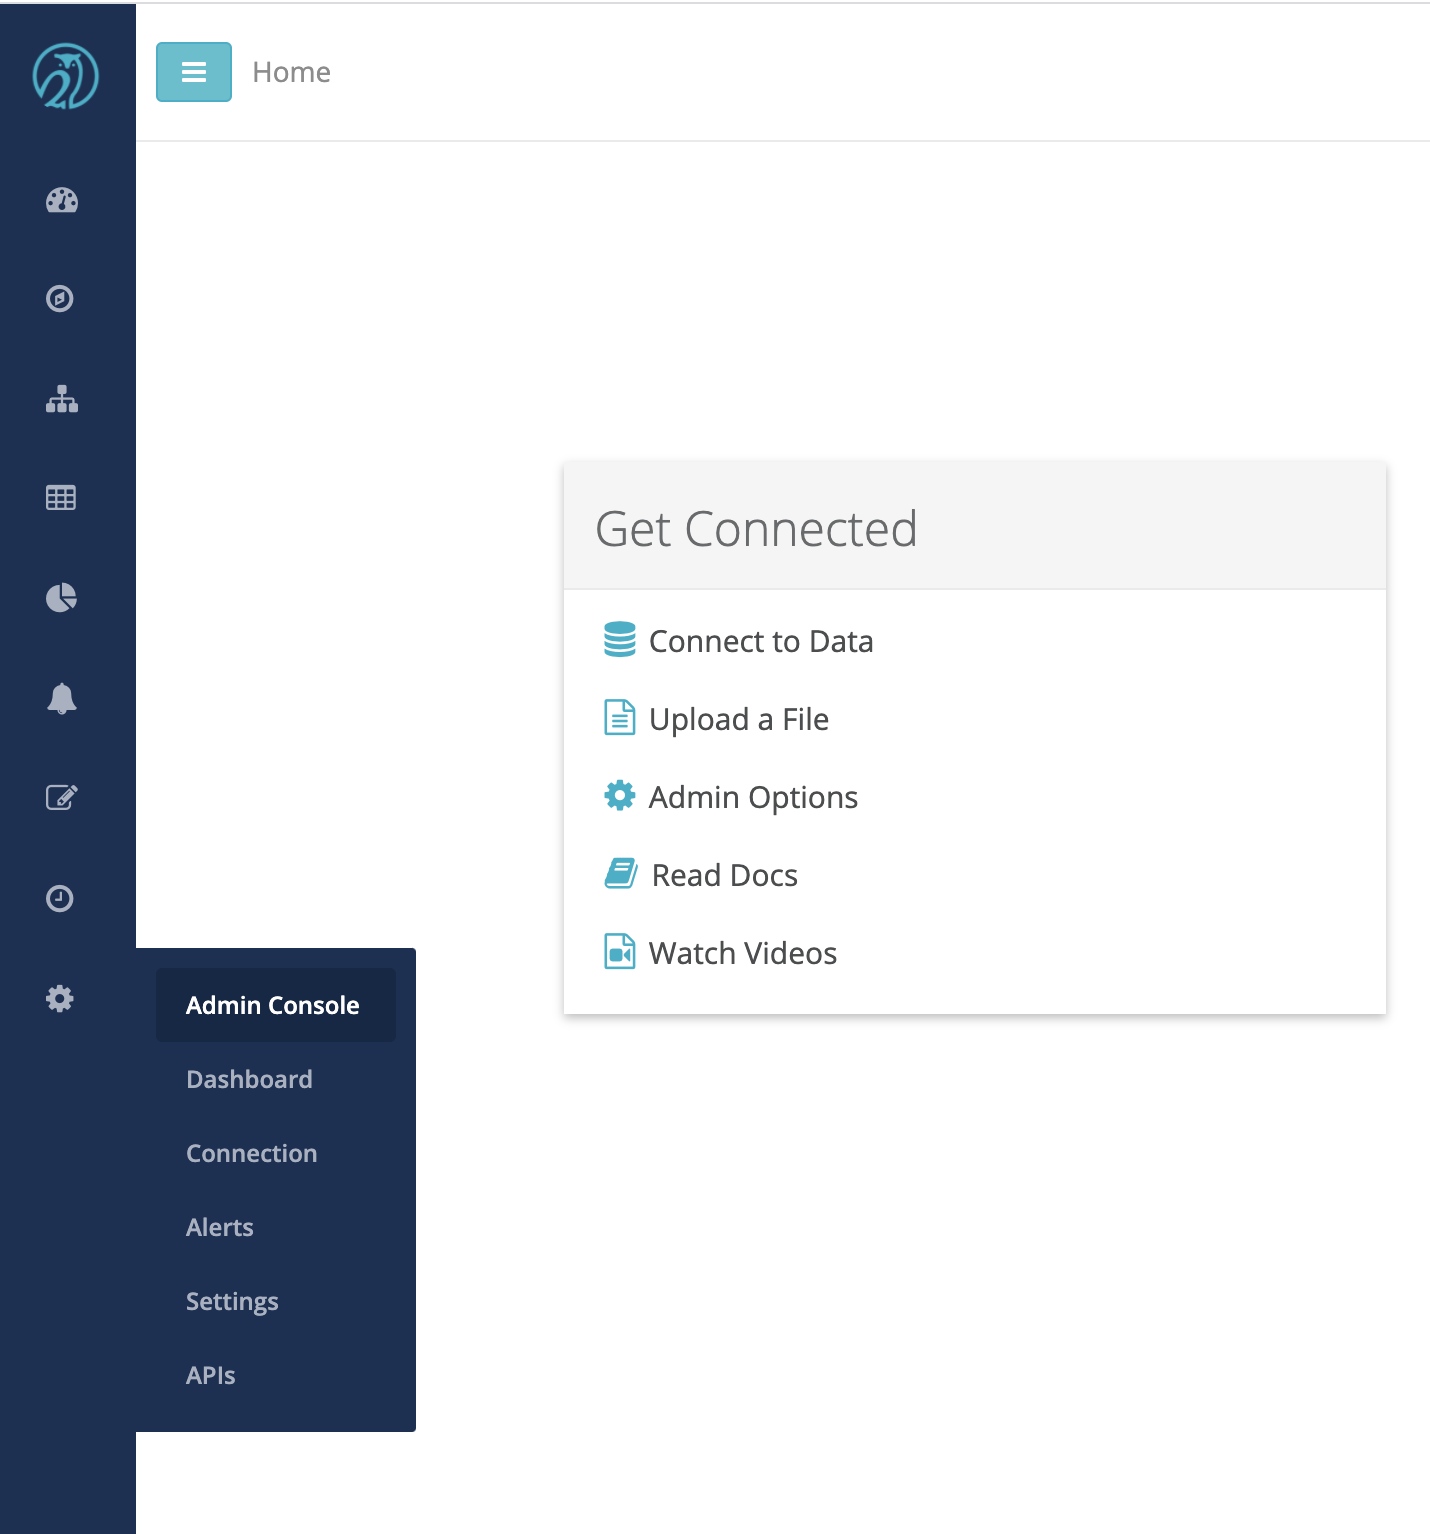 Home
Get Connected
Connect to Data
Upload a File
Admin Options
Read Docs
Watch Videos
Admin Console
Dashboard
Connection
Alerts
Settings
APIs